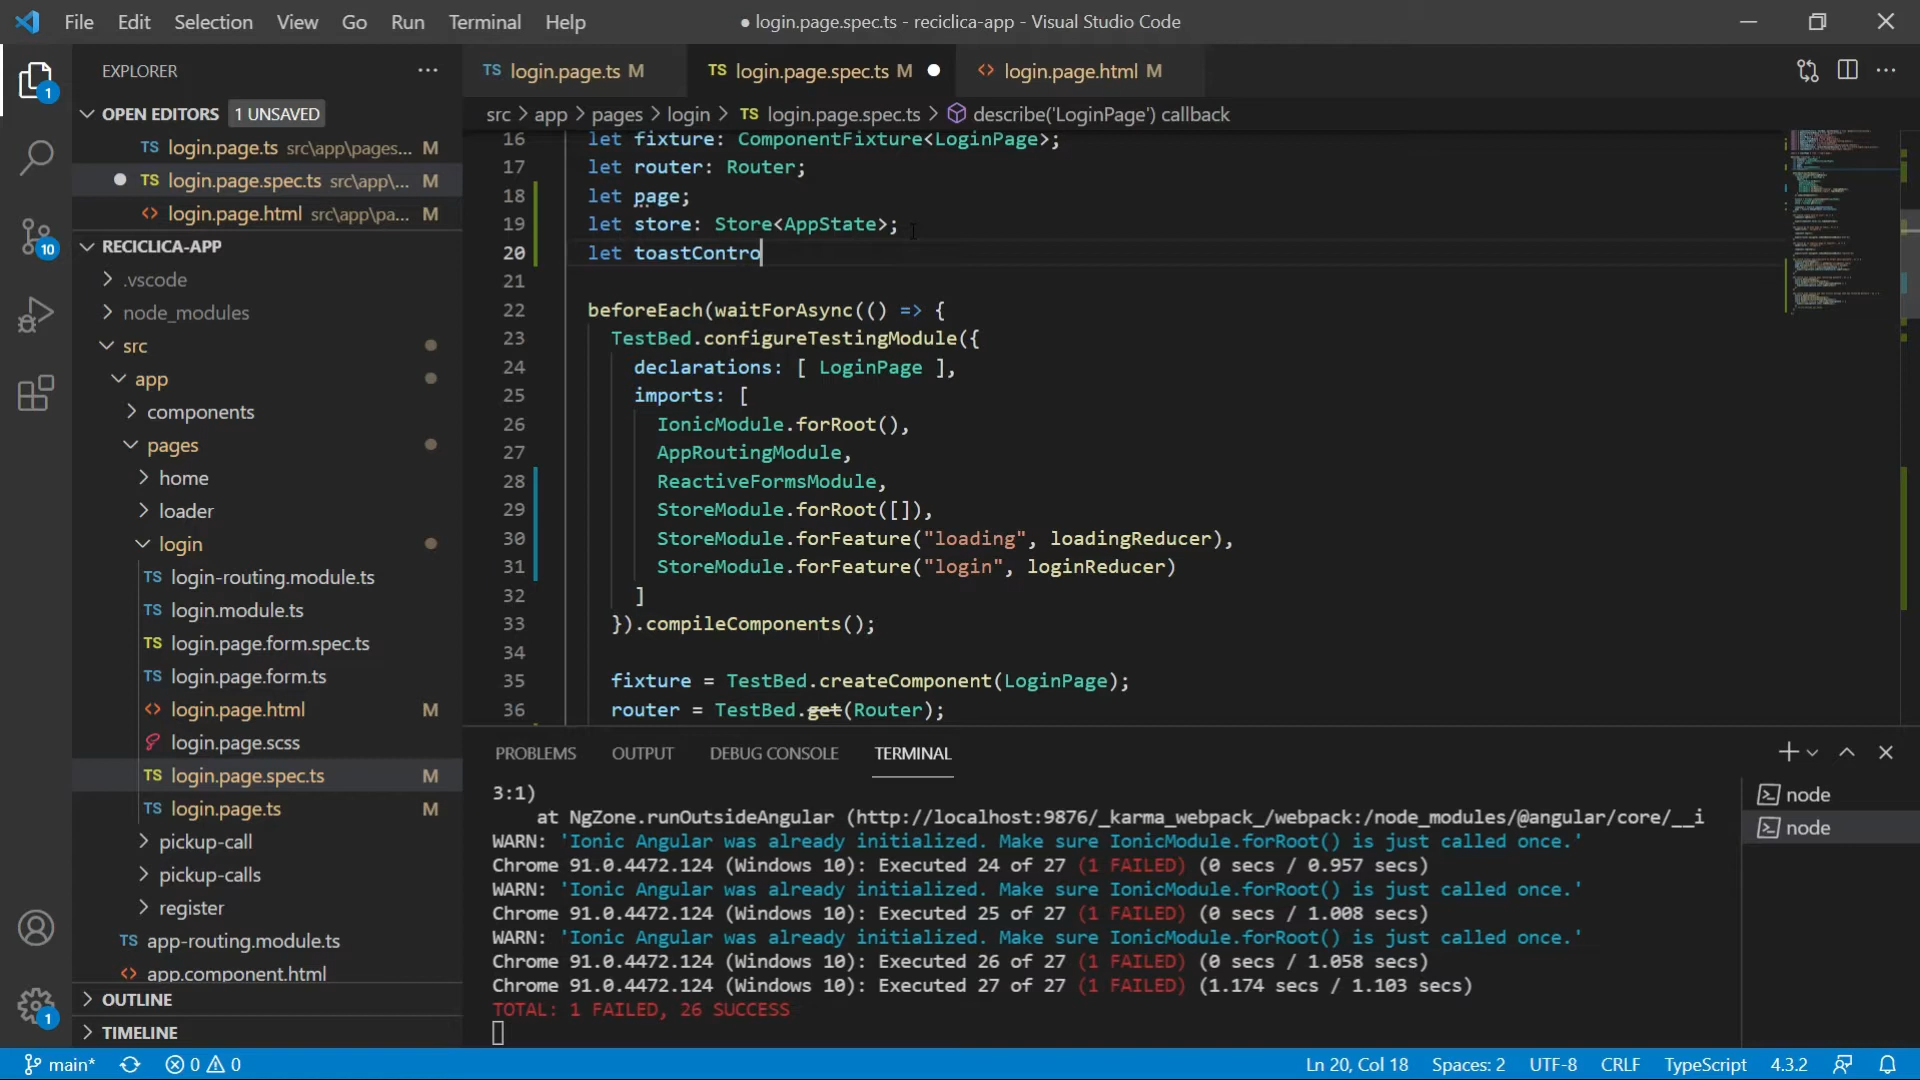 File Edit Selection View Go Run Terminal Help
● login.page.spec.ts - reciclica-app - Visual Studio Code
EXPLORER
TS login.page.ts M
TS login.page.spec.ts M
<> login.page.html M
OPEN EDITORS 1 UNSAVED
src > app > pages > login > TS login.page.spec.ts > describe('LoginPage') callback
TS login.page.ts src\app\pages... M
TS login.page.spec.ts src\app\... M
<> login.page.html src\app\pa... M
RECICLICA-APP
.vscode
node_modules
src
app
components
pages
home
loader
login
TS login-routing.module.ts
TS login.module.ts
TS login.page.form.spec.ts
TS login.page.form.ts
<> login.page.html M
login.page.scss
TS login.page.spec.ts M
TS login.page.ts M
pickup-call
pickup-calls
register
TS app-routing.module.ts
<> app.component.html
OUTLINE
TIMELINE
1
10
1
16 let fixture: ComponentFixture<LoginPage>;
17 let router: Router;
18 let page;
19 let store: Store<AppState>;
20 let toastContro
21
22 beforeEach(waitForAsync(() => {
23 TestBed.configureTestingModule({
24 declarations: [ LoginPage ],
25 imports: [
26 IonicModule.forRoot(),
27 AppRoutingModule,
28 ReactiveFormsModule,
29 StoreModule.forRoot([]),
30 StoreModule.forFeature("loading", loadingReducer),
31 StoreModule.forFeature("login", loginReducer)
32 ]
33 }).compileComponents();
34
35 fixture = TestBed.createComponent(LoginPage);
36 router = TestBed.get(Router);
PROBLEMS OUTPUT DEBUG CONSOLE TERMINAL
3:1)
at NgZone.runOutsideAngular (http://localhost:9876/_karma_webpack_/webpack:/node_modules/@angular/core/__i
WARN: 'Ionic Angular was already initialized. Make sure IonicModule.forRoot() is just called once.'
Chrome 91.0.4472.124 (Windows 10): Executed 24 of 27 (1 FAILED) (0 secs / 0.957 secs)
WARN: 'Ionic Angular was already initialized. Make sure IonicModule.forRoot() is just called once.'
Chrome 91.0.4472.124 (Windows 10): Executed 25 of 27 (1 FAILED) (0 secs / 1.008 secs)
WARN: 'Ionic Angular was already initialized. Make sure IonicModule.forRoot() is just called once.'
Chrome 91.0.4472.124 (Windows 10): Executed 26 of 27 (1 FAILED) (0 secs / 1.058 secs)
Chrome 91.0.4472.124 (Windows 10): Executed 27 of 27 (1 FAILED) (1.174 secs / 1.103 secs)
TOTAL: 1 FAILED, 26 SUCCESS
node
node
main* 0 0 Ln 20, Col 18 Spaces: 2 UTF-8 CRLF TypeScript 4.3.2